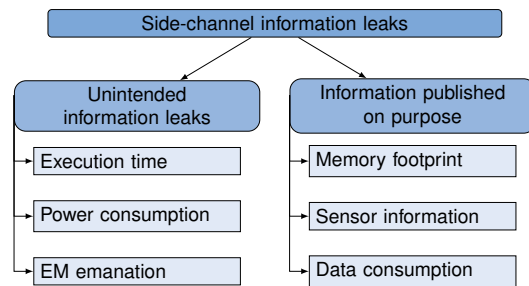 Side-channel information leaks
Unintended
information leaks
Execution time
Power consumption
EM emanation
Information published
on purpose
Memory footprint
Sensor information
Data consumption